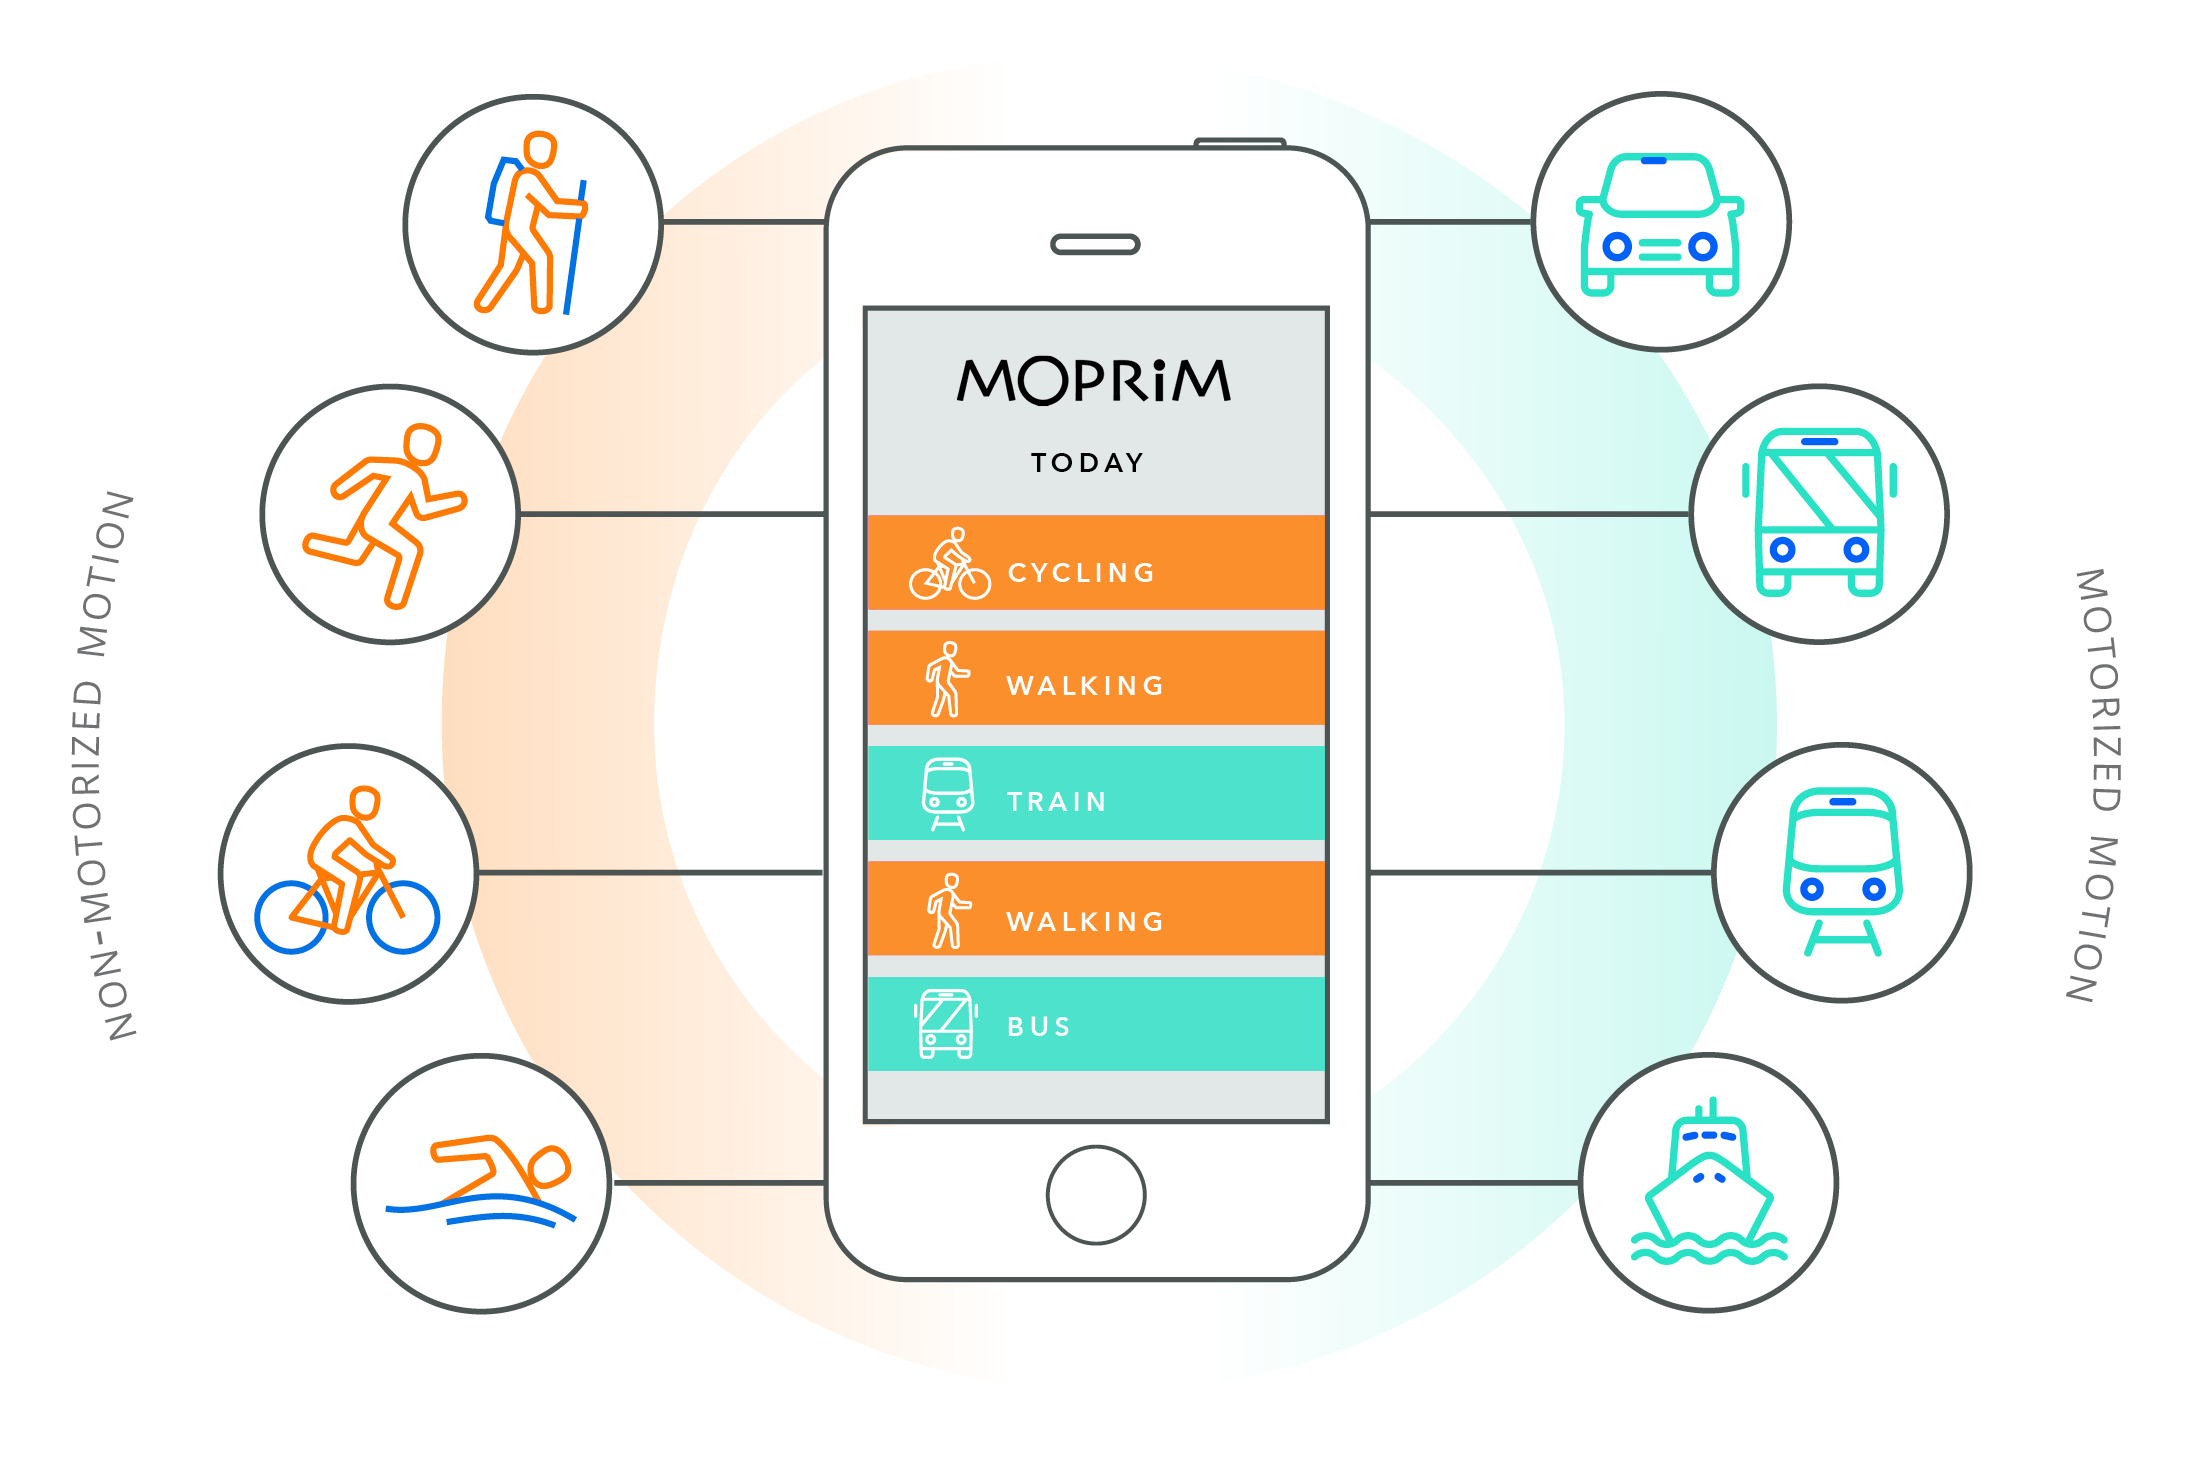 NON-MOTORIZED MOTION
MOPRiM
TODAY
CYCLING
WALKING
TRAIN
WALKING
BUS
MOTORIZED MOTION